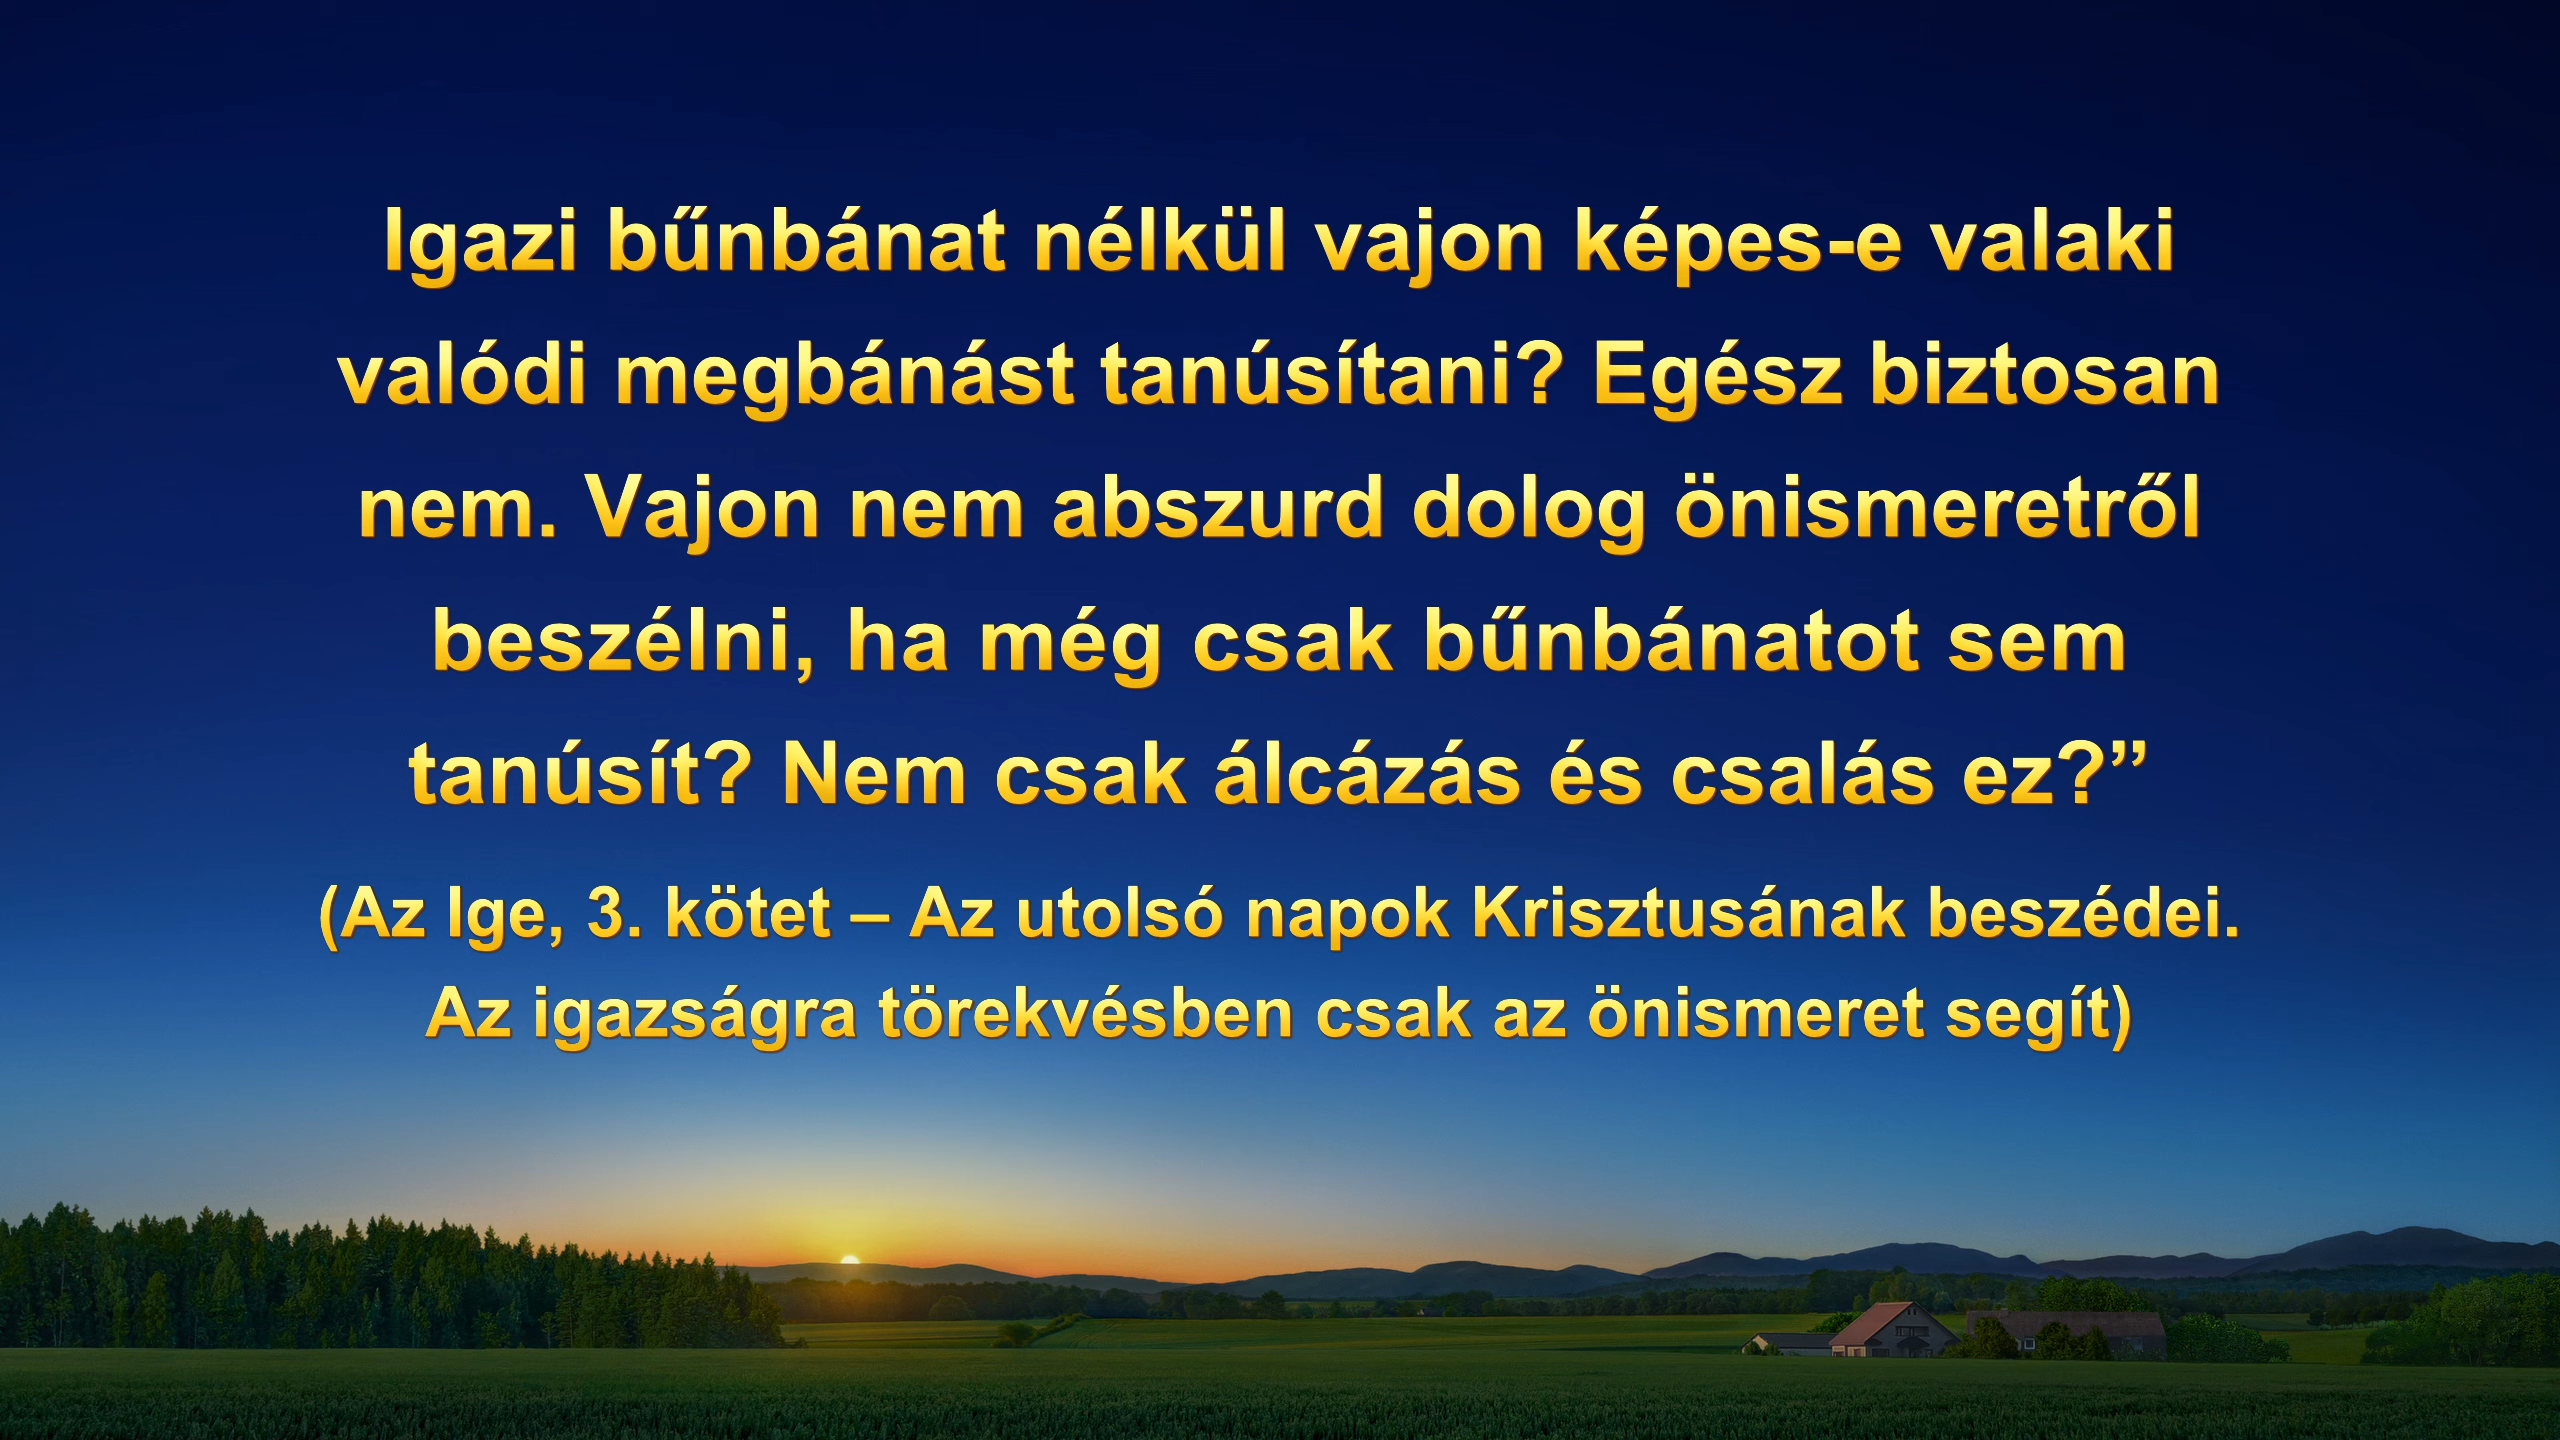 Igazi bűnbánat nélkül vajon képes-e valaki
valódi megbánást tanúsítani? Egész biztosan
nem. Vajon nem abszurd dolog önismeretről
beszélni, ha még csak bűnbánatot sem
tanúsít? Nem csak álcázás és csalás ez?”
(Az Ige, 3. kötet – Az utolsó napok Krisztusának beszédei.
Az igazságra törekvésben csak az önismeret segít)